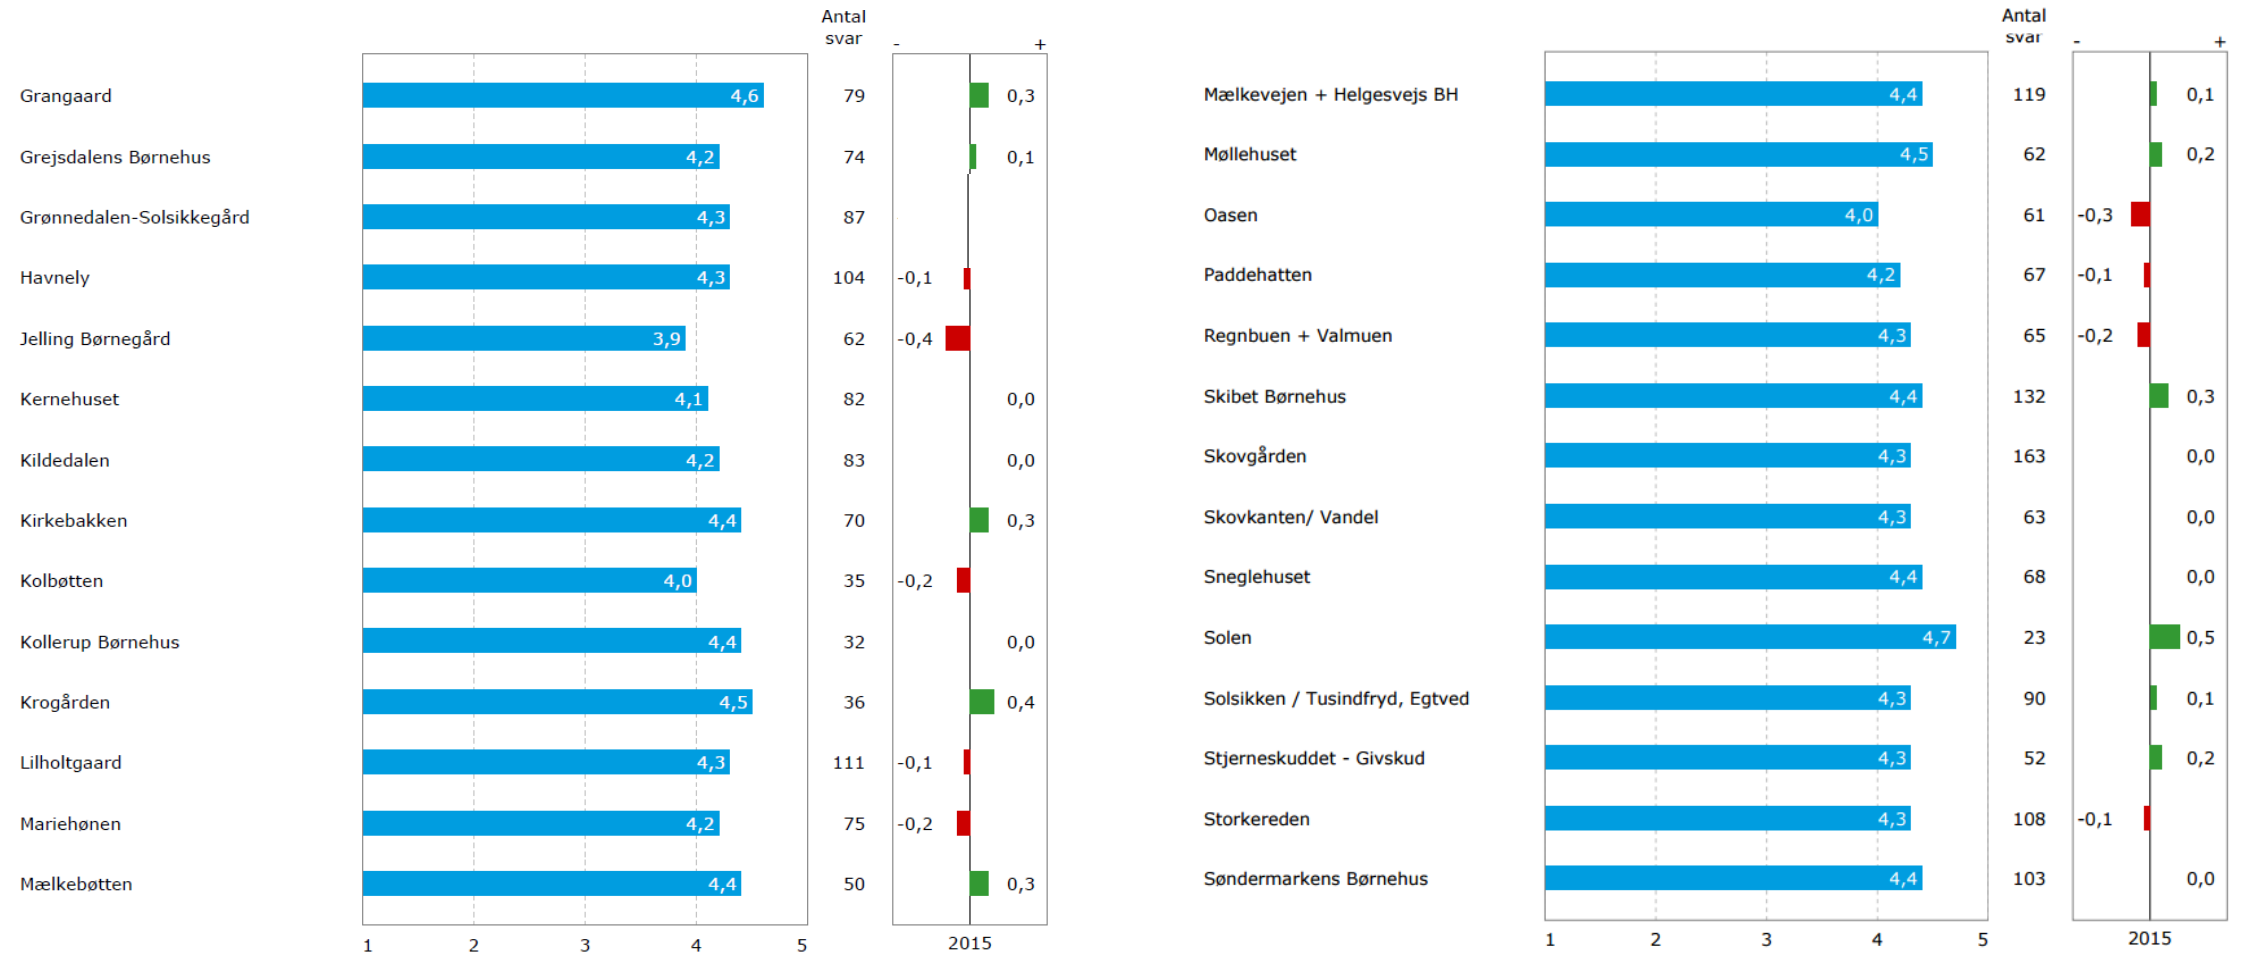 Antal
svar - +
Grangaard 4,6 79 0,3
Grejsdalens Børnehus 4,2 74 0,1
Grønnedalen-Solsikkegård 4,3 87
Havnely 4,3 104 -0,1
Jelling Børnegård 3,9 62 -0,4
Kernehuset 4,1 82 0,0
Kildedalen 4,2 83 0,0
Kirkebakken 4,4 70 0,3
Kolbøtten 4,0 35 -0,2
Kollerup Børnehus 4,4 32 0,0
Krogården 4,5 36 0,4
Lilholtgaard 4,3 111 -0,1
Mariehønen 4,2 75 -0,2
Mælkebøtten 4,4 50 0,3
1 2 3 4 5 2015
Antal
svar - +
Mælkevejen + Helgesvejs BH 4,4 119 0,1
Møllehuset 4,5 62 0,2
Oasen 4,0 61 -0,3
Paddehatten 4,2 67 -0,1
Regnbuen + Valmuen 4,3 65 -0,2
Skibet Børnehus 4,4 132 0,3
Skovgården 4,3 163 0,0
Skovkanten/ Vandel 4,3 63 0,0
Sneglehuset 4,4 68 0,0
Solen 4,7 23 0,5
Solsikken / Tusindfryd, Egtved 4,3 90 0,1
Stjerneskuddet - Givskud 4,3 52 0,2
Storkereden 4,3 108 -0,1
Søndermarkens Børnehus 4,4 103 0,0
1 2 3 4 5 2015